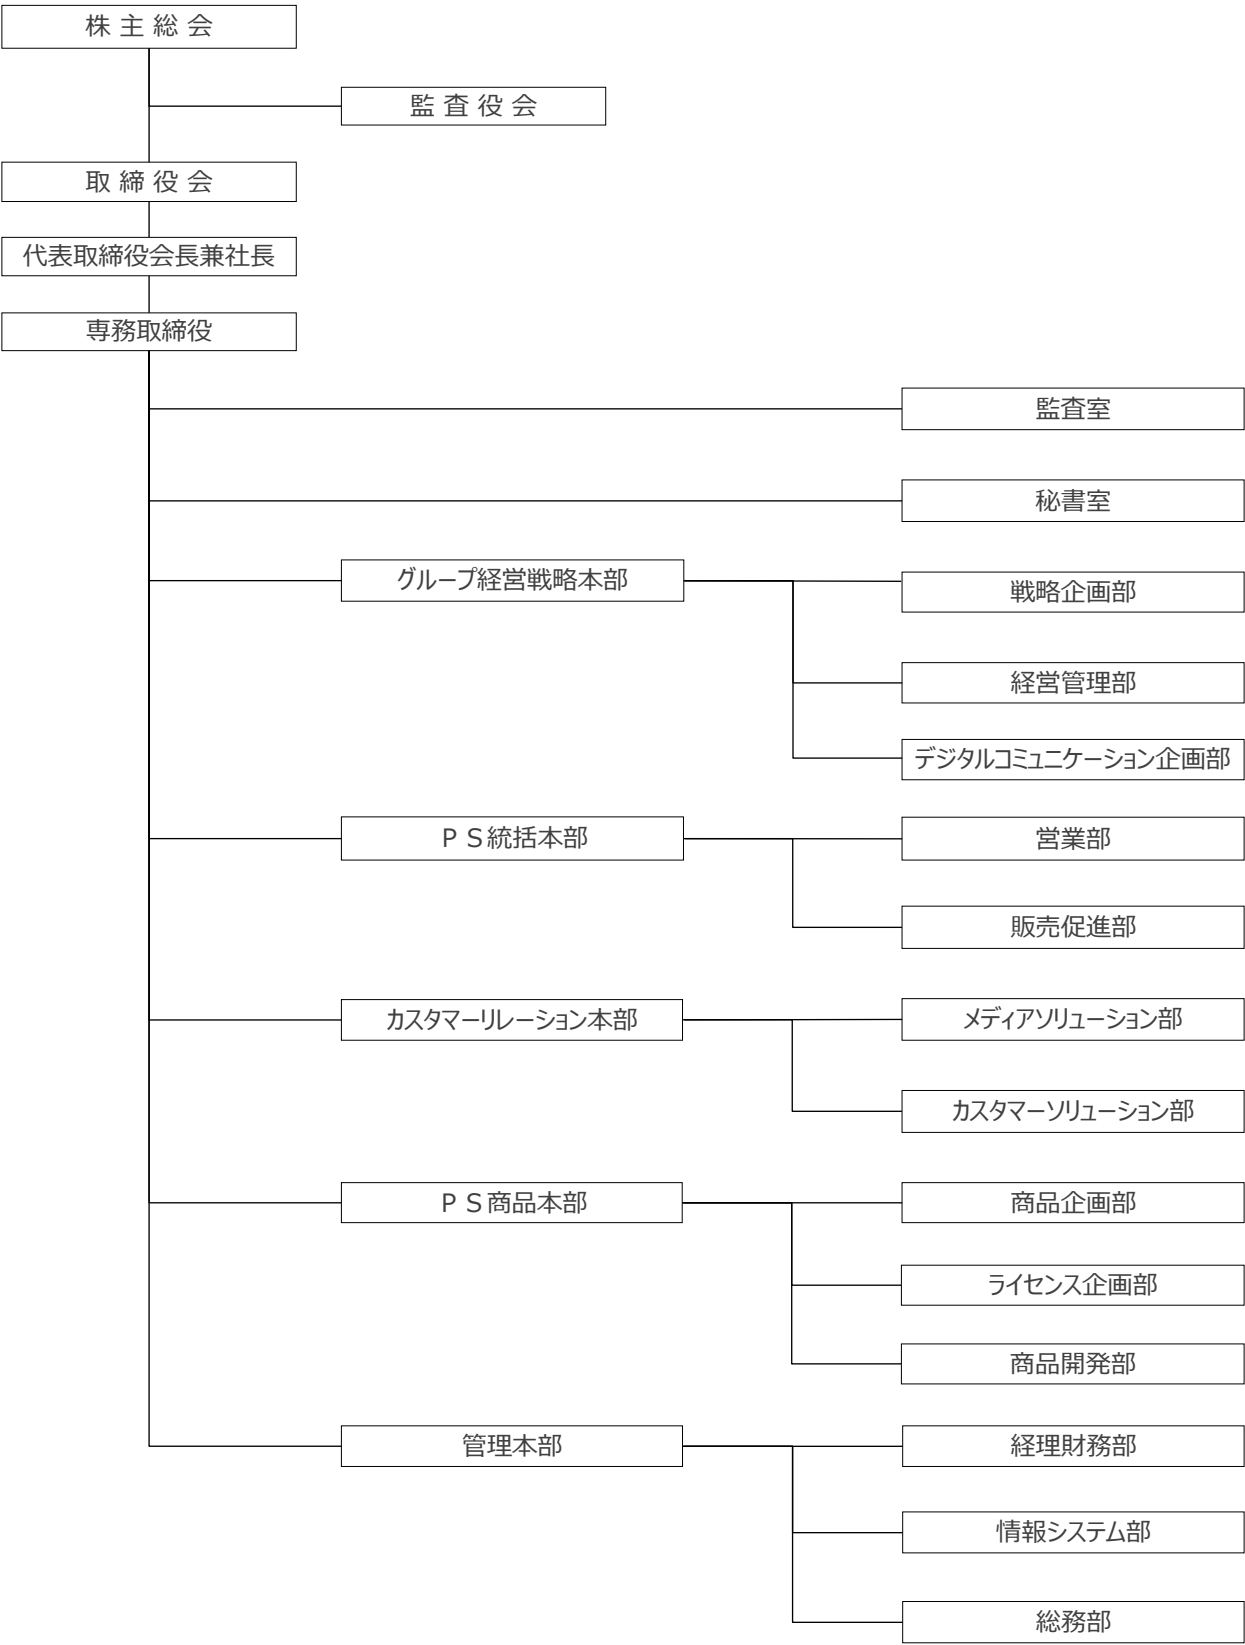 株 主 総 会
監 査 役 会
取 締 役 会
代表取締役会長兼社長
専務取締役
監査室
秘書室
グループ経営戦略本部
戦略企画部
経営管理部
デジタルコミュニケーション企画部
ＰＳ統括本部
営業部
販売促進部
カスタマーリレーション本部
メディアソリューション部
カスタマーソリューション部
ＰＳ商品本部
商品企画部
ライセンス企画部
商品開発部
管理本部
経理財務部
情報システム部
総務部